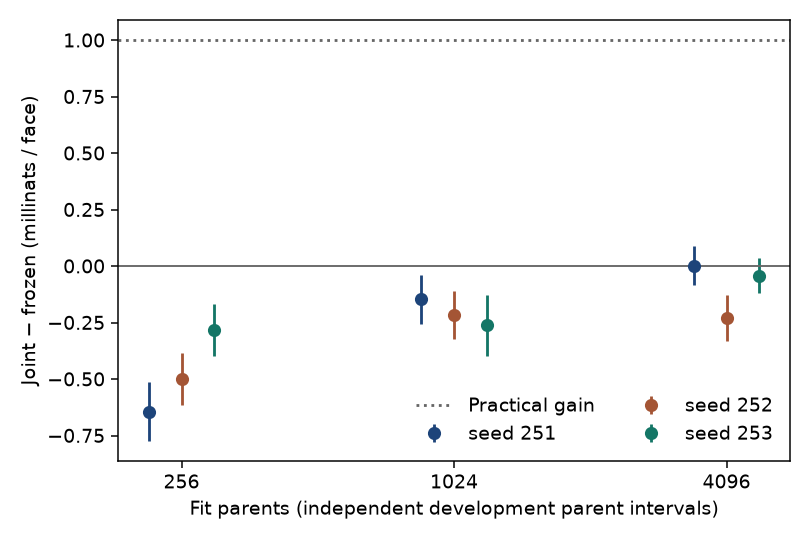 Joint − frozen (millinats / face)
1.00
0.75
0.50
0.25
0.00
−0.25
−0.50
−0.75
Practical gain
seed 251
seed 252
seed 253
256
1024
4096
Fit parents (independent development parent intervals)